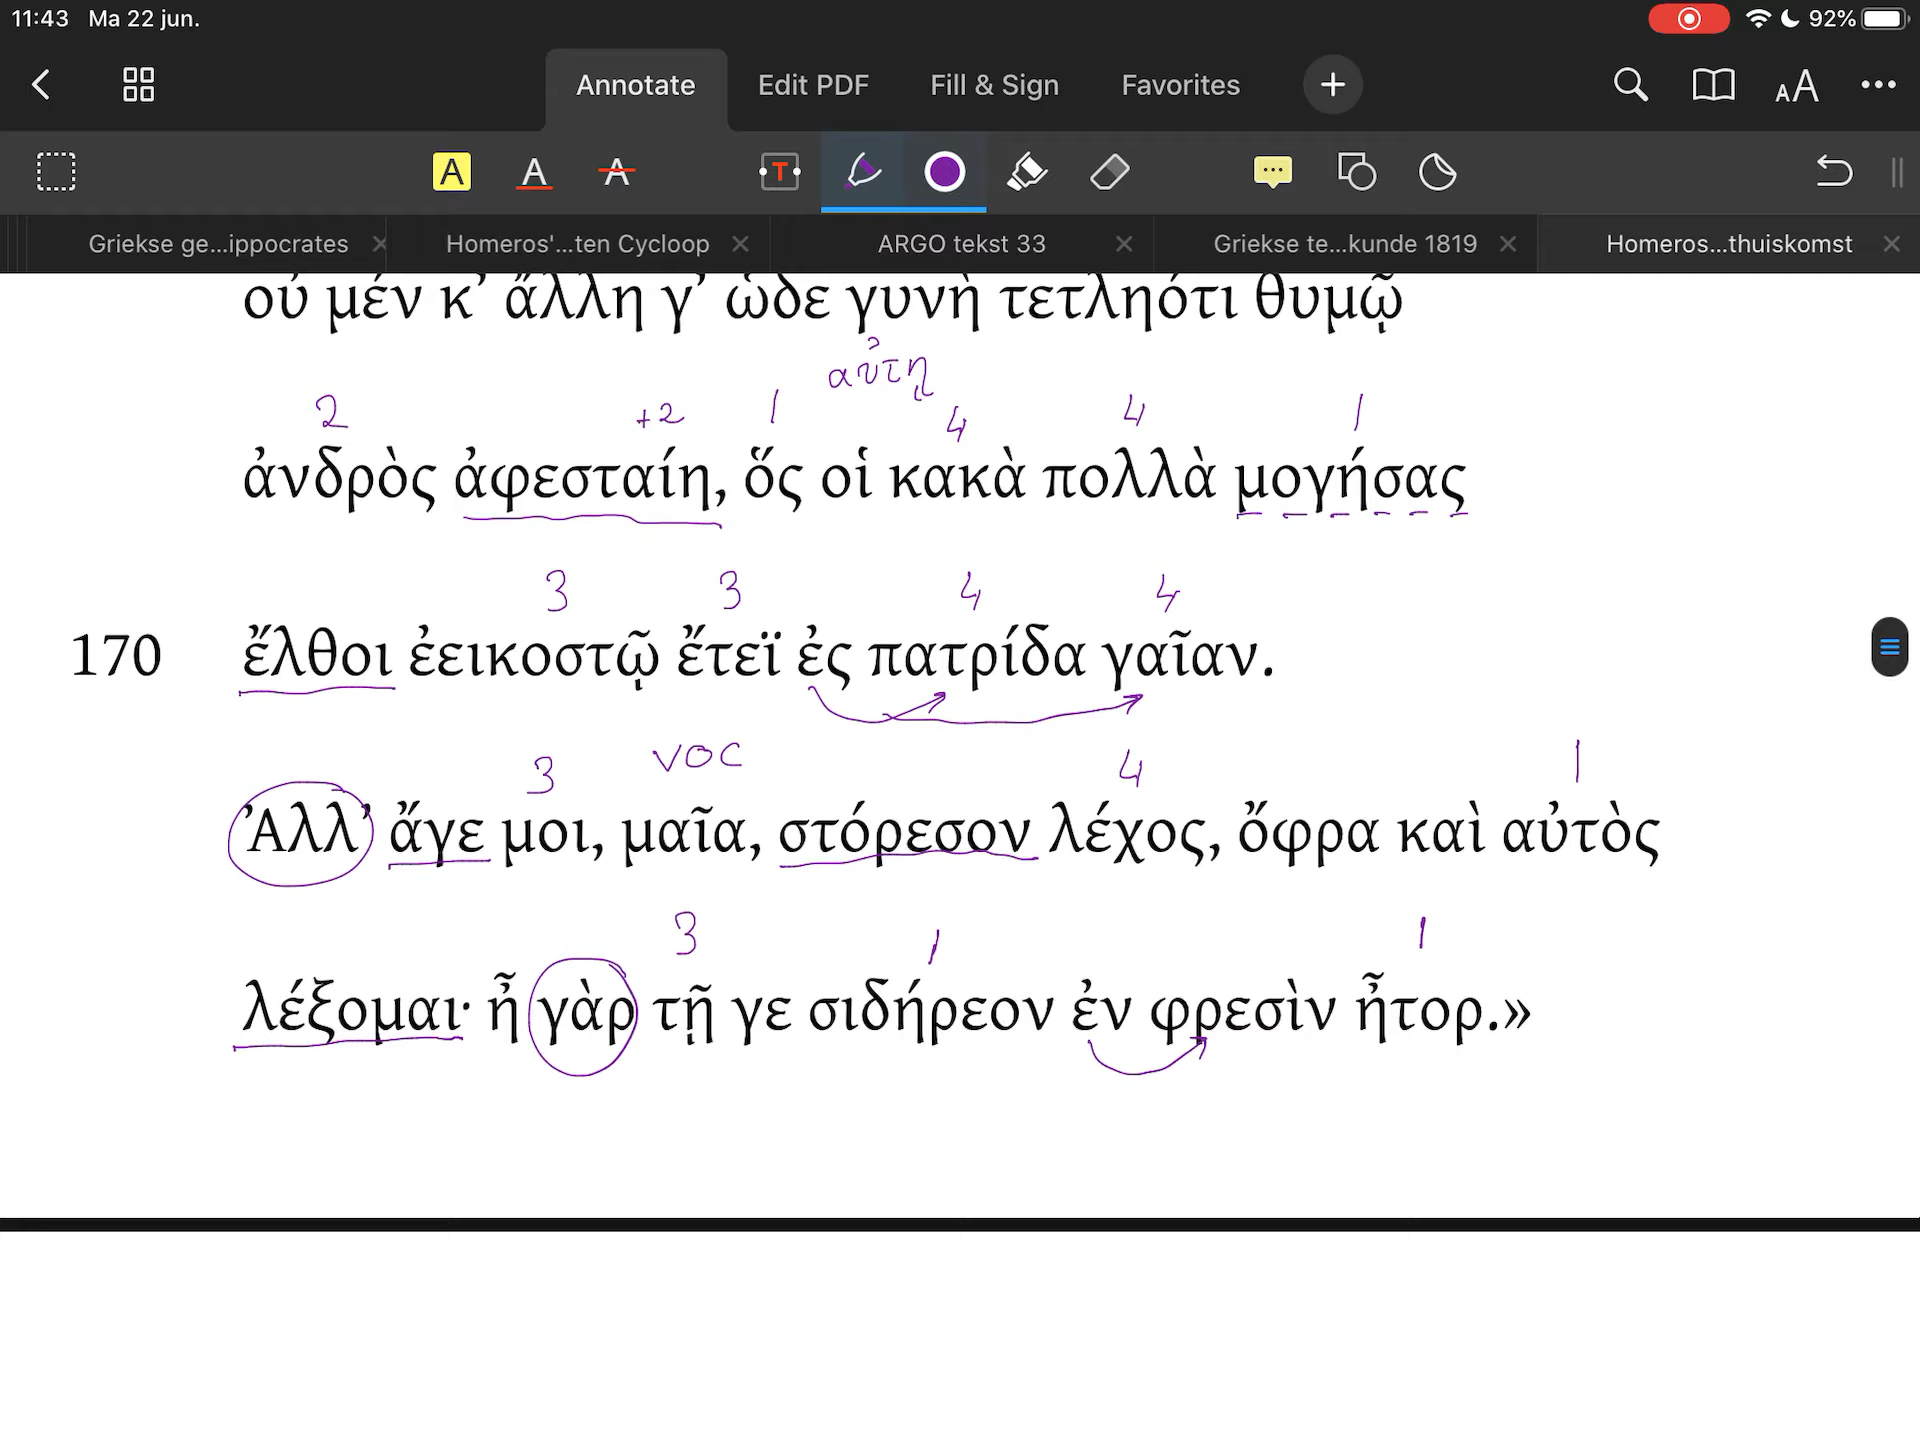 11:43 Ma 22 jun. 92%
Annotate Edit PDF Fill & Sign Favorites
A A A T AA
Griekse ge...ippocrates Homeros'...ten Cycloop ARGO tekst 33 Griekse te...kunde 1819 Homeros...thuiskomst
οὐ μέν κ’ ἄλλη γ’ ὧδε γυνὴ τετληότι θυμῷ
αὐτῃ
2 +2 1 4 4 1
ἀνδρὸς ἀφεσταίη, ὅς οἱ κακὰ πολλὰ μογήσας
3 3 4 4
170 ἔλθοι ἐεικοστῷ ἔτεϊ ἐς πατρίδα γαῖαν.
3 voc 4 1
Ἀλλ’ ἄγε μοι, μαῖα, στόρεσον λέχος, ὄφρα καὶ αὐτὸς
3 1 1
λέξομαι· ἦ γὰρ τῇ γε σιδήρεον ἐν φρεσὶν ἦτορ.»